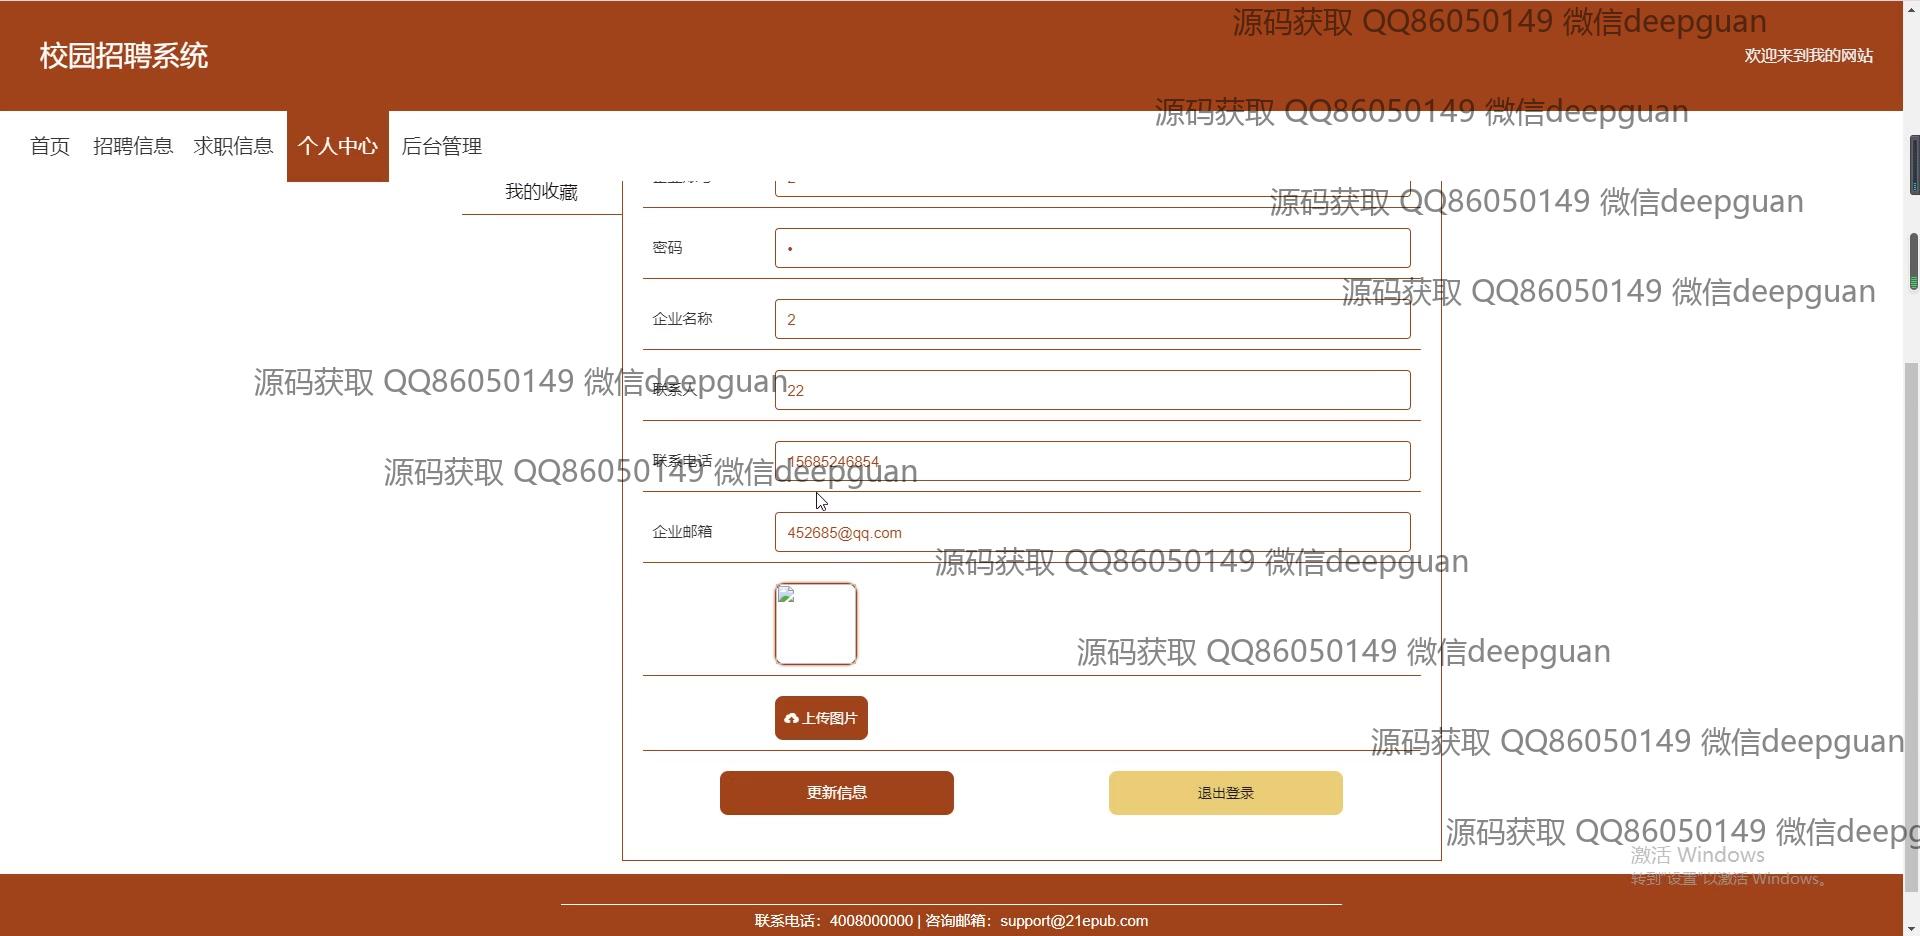 源码获取 QQ86050149 微信deepguan
校园招聘系统
欢迎来到我的网站
源码获取 QQ86050149 微信deepguan
首页 招聘信息 求职信息 个人中心 后台管理
我的收藏
源码获取 QQ86050149 微信deepguan
密码 •
源码获取 QQ86050149 微信deepguan
企业名称 2
源码获取 QQ86050149 微信deepguan
联系人 22
联系电话 15685246854
源码获取 QQ86050149 微信deepguan
企业邮箱 452685@qq.com
源码获取 QQ86050149 微信deepguan
源码获取 QQ86050149 微信deepguan
上传图片
源码获取 QQ86050149 微信deepguan
更新信息 退出登录
源码获取 QQ86050149 微信deepg
激活 Windows
转到"设置"以激活 Windows。
联系电话：4008000000 | 咨询邮箱：support@21epub.com